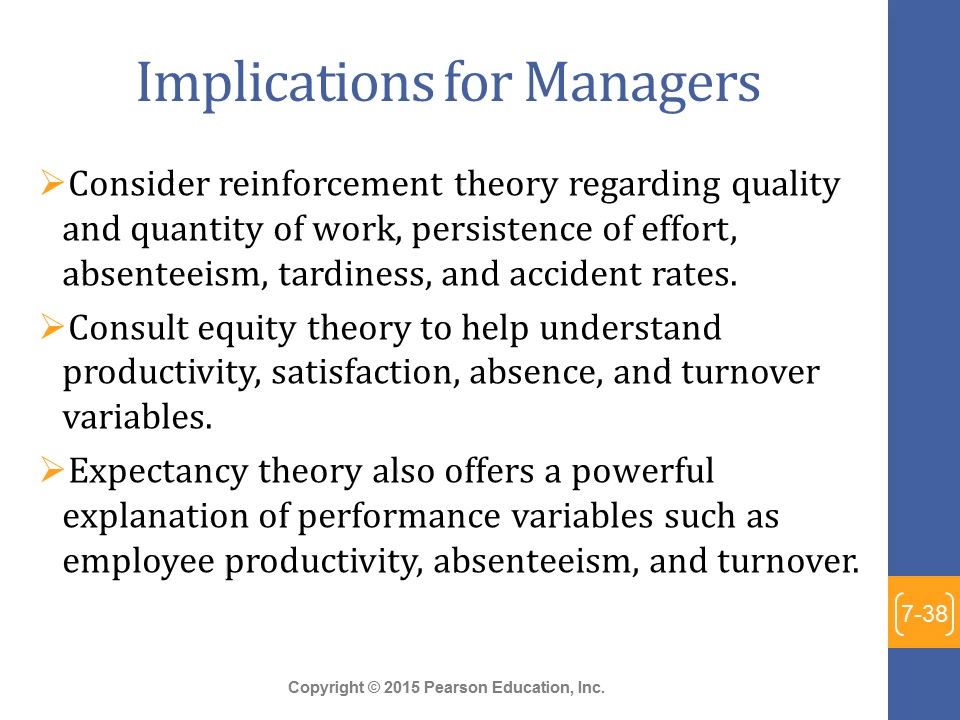 Implications for Managers
Consider reinforcement theory regarding quality
and quantity of work, persistence of effort,
absenteeism, tardiness, and accident rates.
Consult equity theory to help understand
productivity, satisfaction, absence, and turnover
variables.
Expectancy theory also offers a powerful
explanation of performance variables such as
employee productivity, absenteeism, and turnover.
7-38
Copyright © 2015 Pearson Education, Inc.